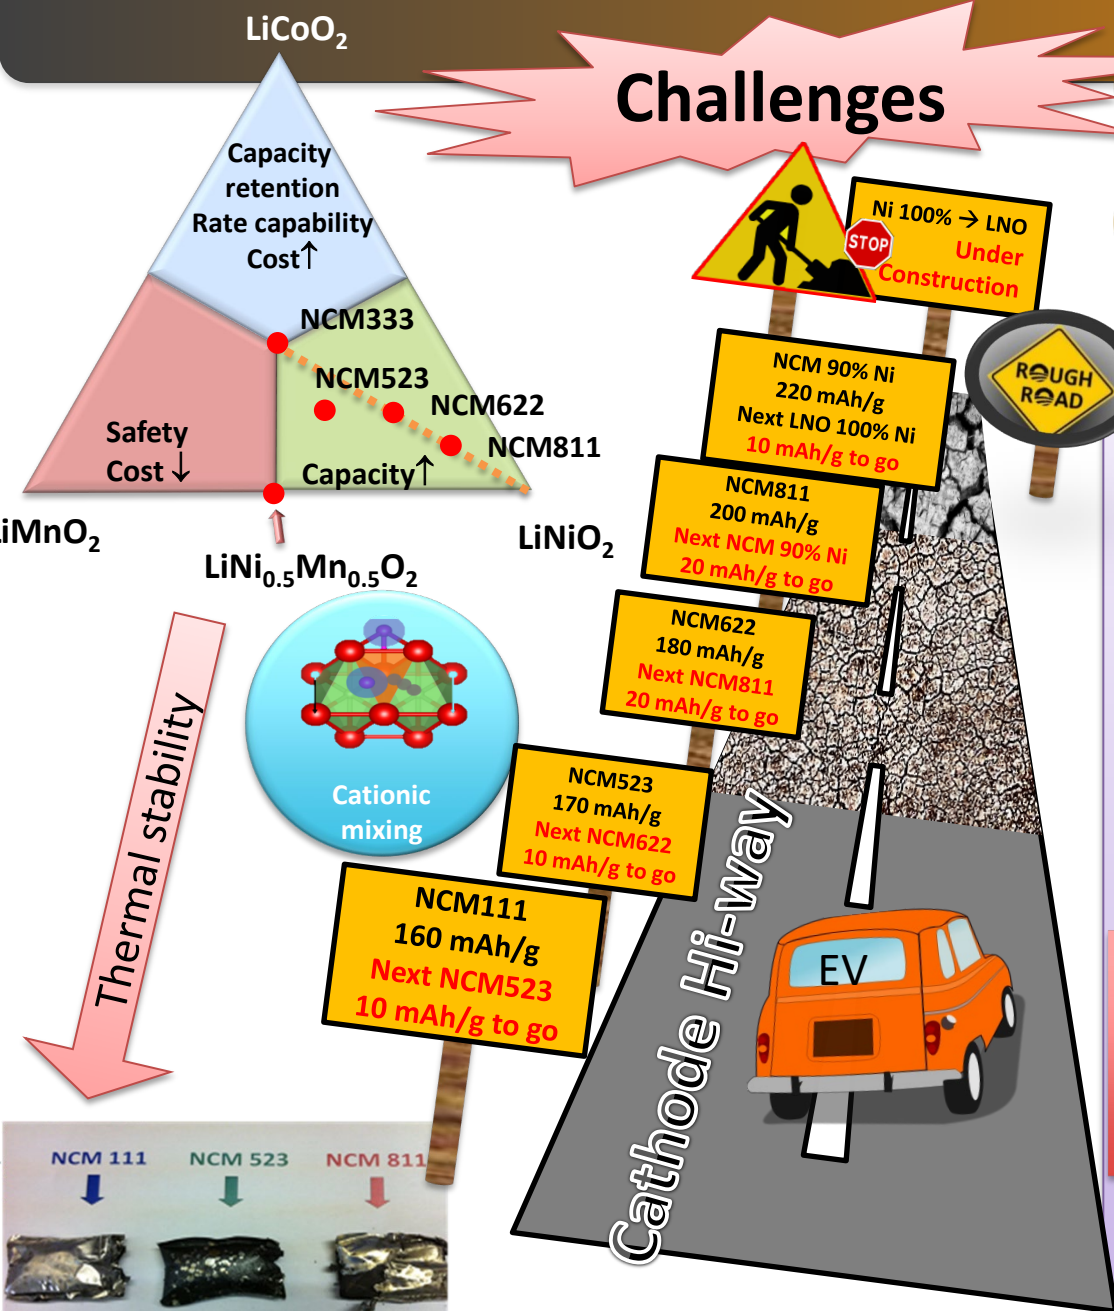 LiCoO₂
Challenges
Capacity
retention
Rate capability
Cost↑
NCM333
NCM523
NCM622
NCM811
Safety
Cost ↓
Capacity↑
LiMnO₂
LiNi₀.₅Mn₀.₅O₂
LiNiO₂
Ni 100% → LNO
Under
Construction
STOP
ROUGH
ROAD
NCM 90% Ni
220 mAh/g
Next LNO 100% Ni
10 mAh/g to go
NCM811
200 mAh/g
Next NCM 90% Ni
20 mAh/g to go
NCM622
180 mAh/g
Next NCM811
20 mAh/g to go
NCM523
170 mAh/g
Next NCM622
10 mAh/g to go
NCM111
160 mAh/g
Next NCM523
10 mAh/g to go
Cationic
mixing
Thermal stability
Cathode Hi-way
EV
NCM 111
NCM 523
NCM 811